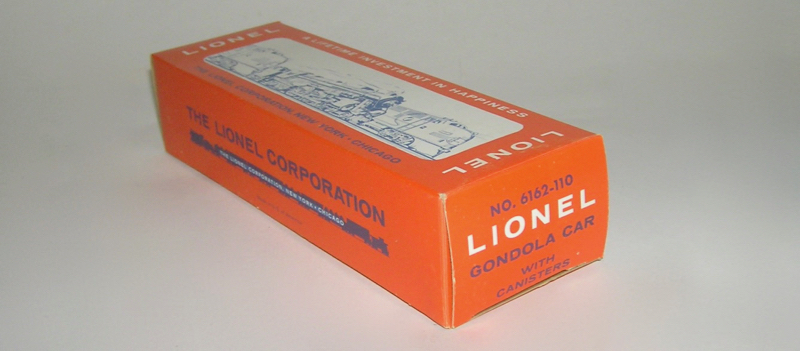 LIONEL
A LIFETIME INVESTMENT IN HAPPINESS
THE LIONEL CORPORATION, NEW YORK • CHICAGO
LIONEL
THE LIONEL CORPORATION
THE LIONEL CORPORATION, NEW YORK • CHICAGO
NO. 6162-110
LIONEL
GONDOLA CAR
WITH
CANISTERS